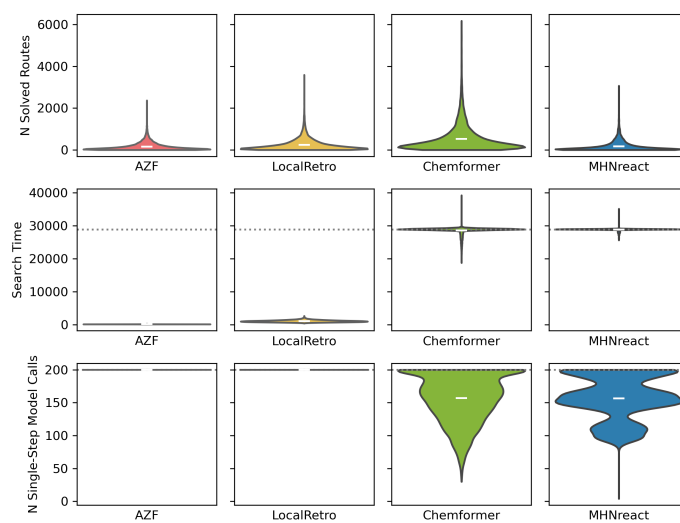 N Solved Routes
6000
4000
2000
0
AZF
LocalRetro
Chemformer
MHNreact
Search Time
40000
30000
20000
10000
0
AZF
LocalRetro
Chemformer
MHNreact
N Single-Step Model Calls
200
150
100
50
0
AZF
LocalRetro
Chemformer
MHNreact